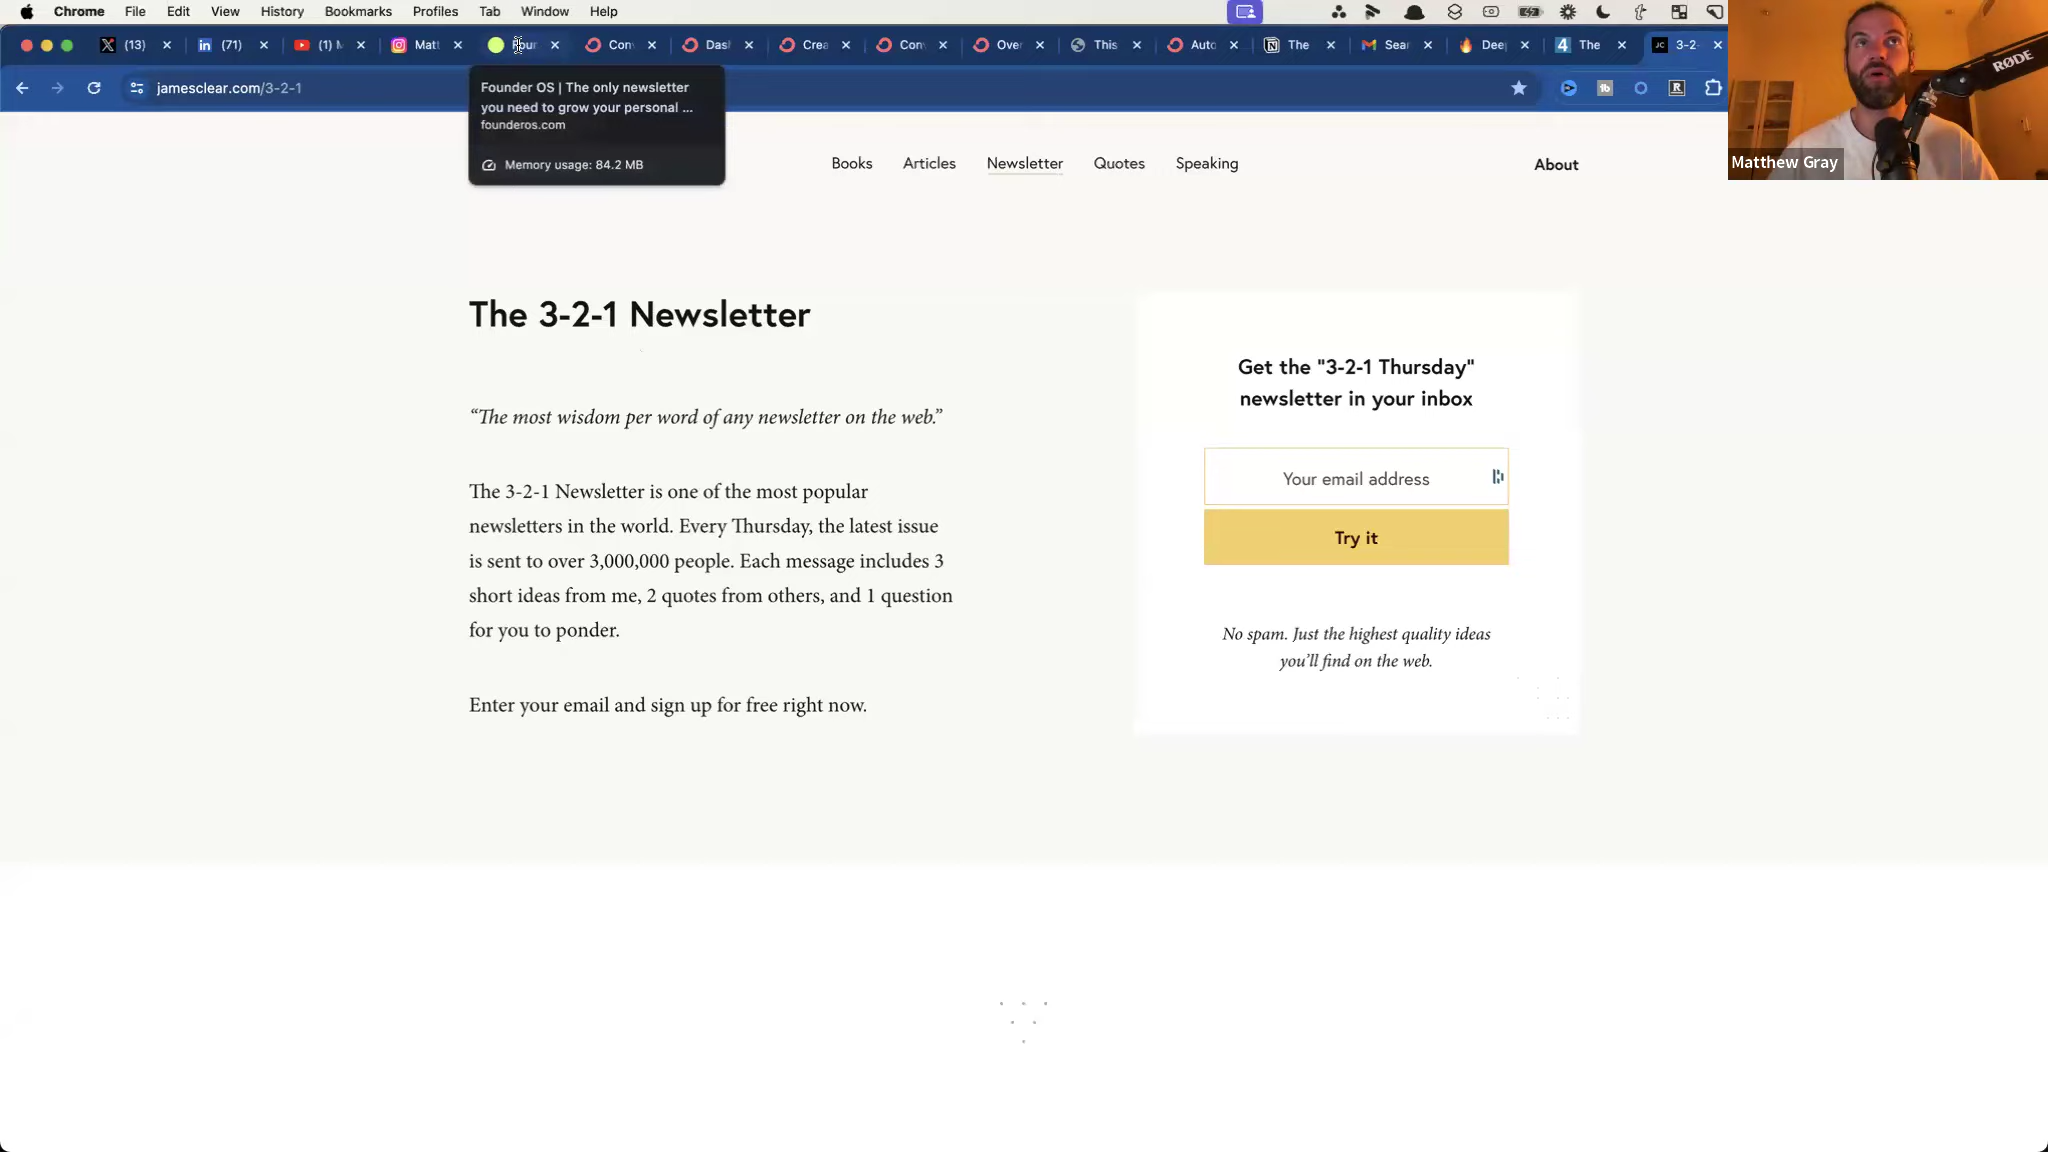 Chrome File Edit View History Bookmarks Profiles Tab Window Help
(13) (71) (1) M Matt Four Con Das Crea Con Over This Auto The Sear Dee The 3-2-
jamesclear.com/3-2-1
Founder OS | The only newsletter
you need to grow your personal ...
founderos.com
Memory usage: 84.2 MB
RØDE
Matthew Gray
Books Articles Newsletter Quotes Speaking About
The 3-2-1 Newsletter
“The most wisdom per word of any newsletter on the web.”
The 3-2-1 Newsletter is one of the most popular
newsletters in the world. Every Thursday, the latest issue
is sent to over 3,000,000 people. Each message includes 3
short ideas from me, 2 quotes from others, and 1 question
for you to ponder.
Enter your email and sign up for free right now.
Get the "3-2-1 Thursday"
newsletter in your inbox
Your email address
Try it
No spam. Just the highest quality ideas
you’ll find on the web.